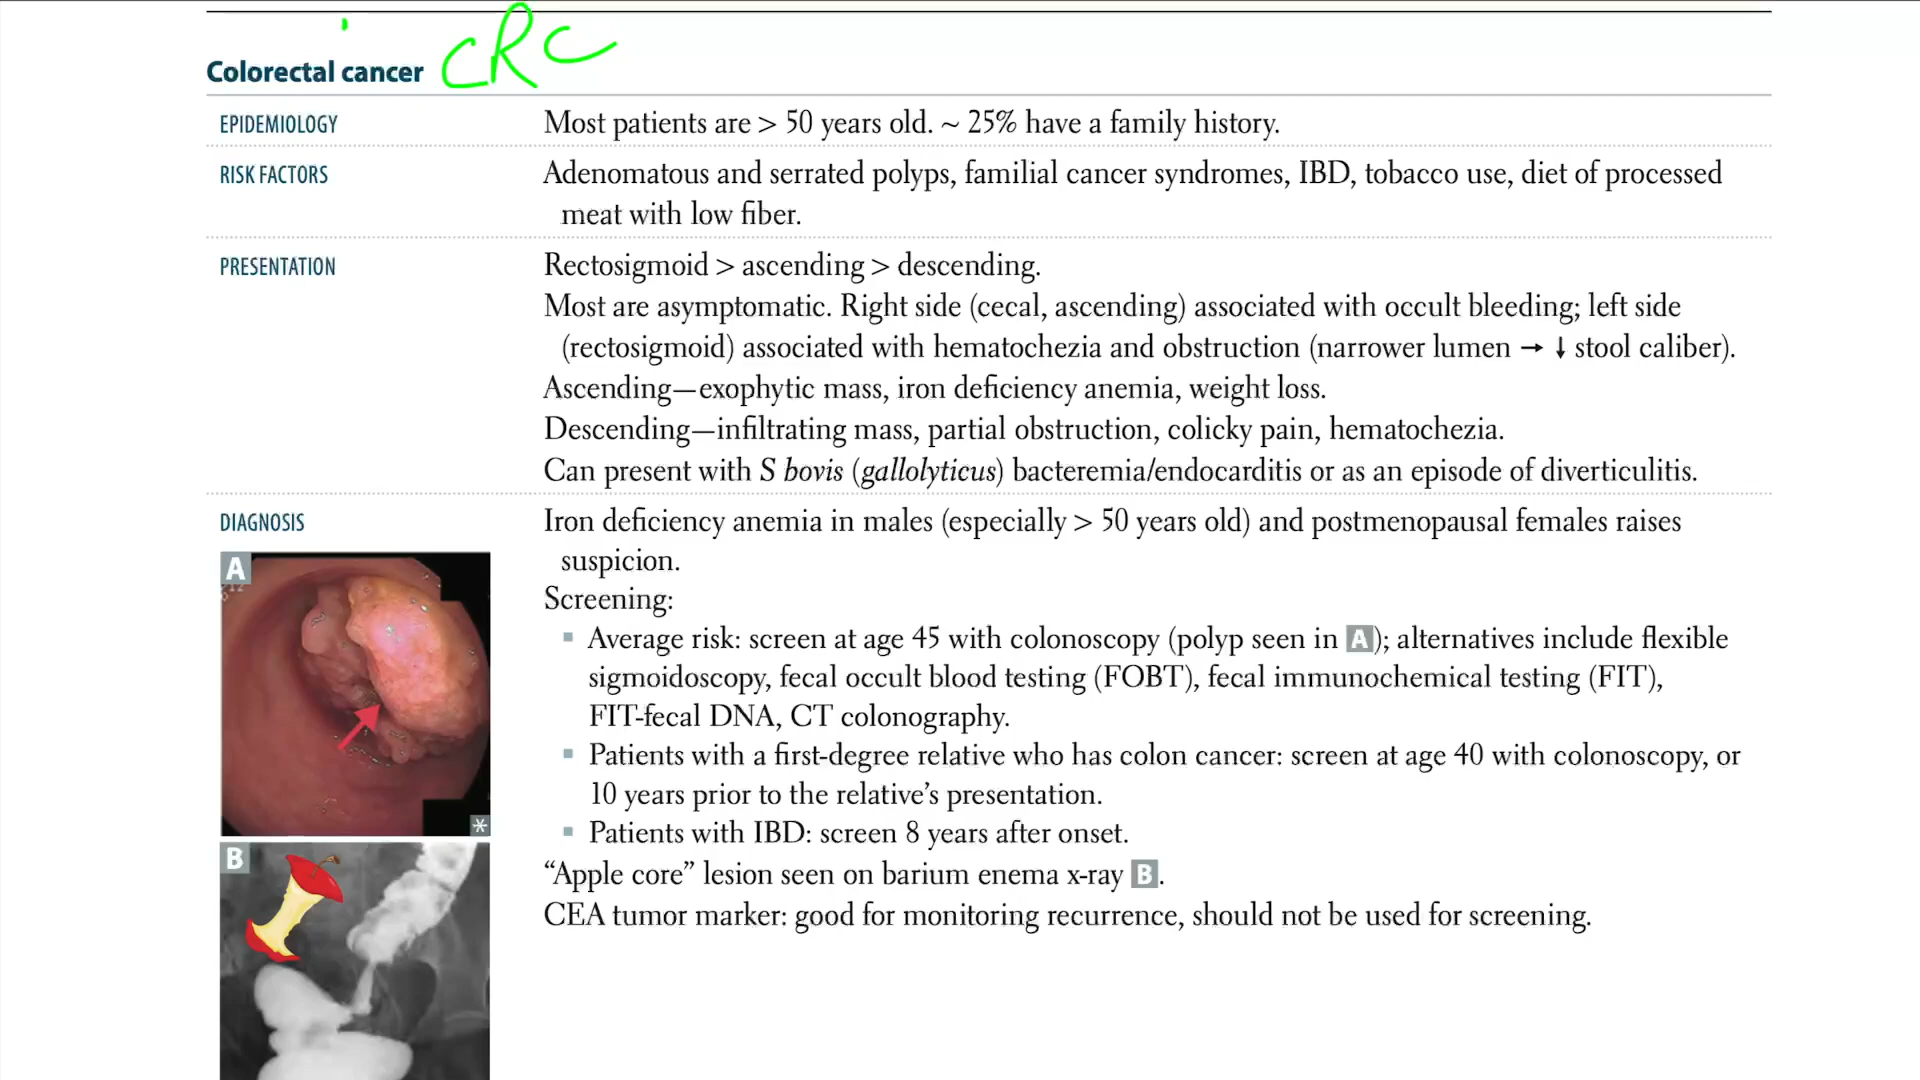 CRC
Colorectal cancer
EPIDEMIOLOGY
Most patients are > 50 years old. ~ 25% have a family history.
RISK FACTORS
Adenomatous and serrated polyps, familial cancer syndromes, IBD, tobacco use, diet of processed
meat with low fiber.
PRESENTATION
Rectosigmoid > ascending > descending.
Most are asymptomatic. Right side (cecal, ascending) associated with occult bleeding; left side
(rectosigmoid) associated with hematochezia and obstruction (narrower lumen → ↓ stool caliber).
Ascending—exophytic mass, iron deficiency anemia, weight loss.
Descending—infiltrating mass, partial obstruction, colicky pain, hematochezia.
Can present with S bovis (gallolyticus) bacteremia/endocarditis or as an episode of diverticulitis.
DIAGNOSIS
Iron deficiency anemia in males (especially > 50 years old) and postmenopausal females raises
suspicion.
Screening:
▪ Average risk: screen at age 45 with colonoscopy (polyp seen in A); alternatives include flexible
sigmoidoscopy, fecal occult blood testing (FOBT), fecal immunochemical testing (FIT),
FIT-fecal DNA, CT colonography.
▪ Patients with a first-degree relative who has colon cancer: screen at age 40 with colonoscopy, or
10 years prior to the relative's presentation.
▪ Patients with IBD: screen 8 years after onset.
"Apple core" lesion seen on barium enema x-ray B.
CEA tumor marker: good for monitoring recurrence, should not be used for screening.
A
B